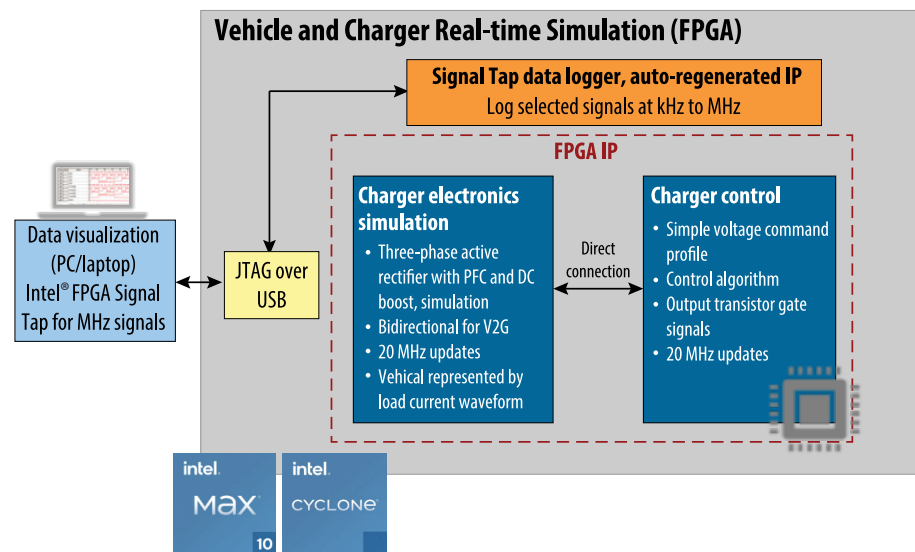 Vehicle and Charger Real-time Simulation (FPGA)
Signal Tap data logger, auto-regenerated IP
Log selected signals at kHz to MHz
FPGA IP
Charger electronics
simulation
• Three-phase active
rectifier with PFC and DC
boost, simulation
• Bidirectional for V2G
• 20 MHz updates
• Vehical represented by
load current waveform
Direct
connection
Charger control
• Simple voltage command
profile
• Control algorithm
• Output transistor gate
signals
• 20 MHz updates
Data visualization
(PC/laptop)
Intel® FPGA Signal
Tap for MHz signals
JTAG over
USB
intel.
MAX
10
intel.
CYCLONE